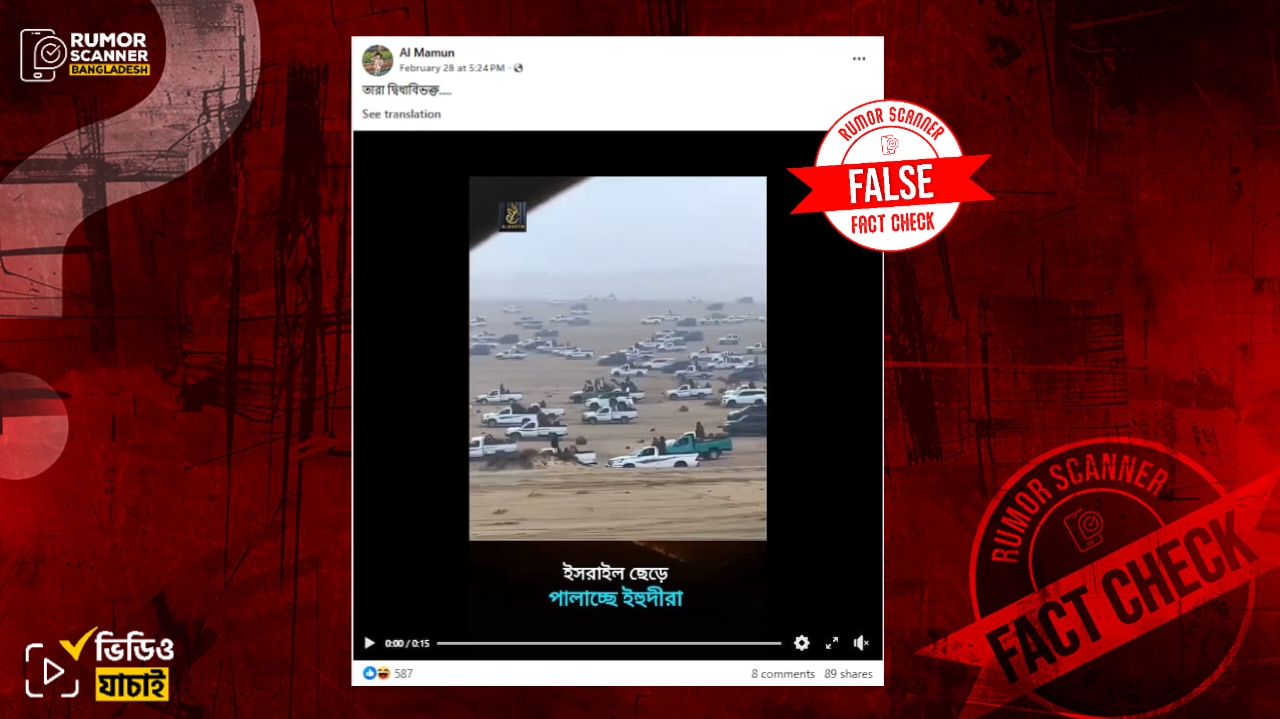 RUMOR
SCANNER
BANGLADESH
Al Mamun
February 28 at 5:24 PM ·
তারা দ্বিধাবিভক্ত.....
See translation
RUMOR SCANNER
FALSE
FACT CHECK
ইসরাইল ছেড়ে
পালাচ্ছে ইহুদীরা
0:00 / 0:15
587
8 comments 89 shares
ভিডিও
যাচাই
RUMOR SCANNER
FACT CHECK